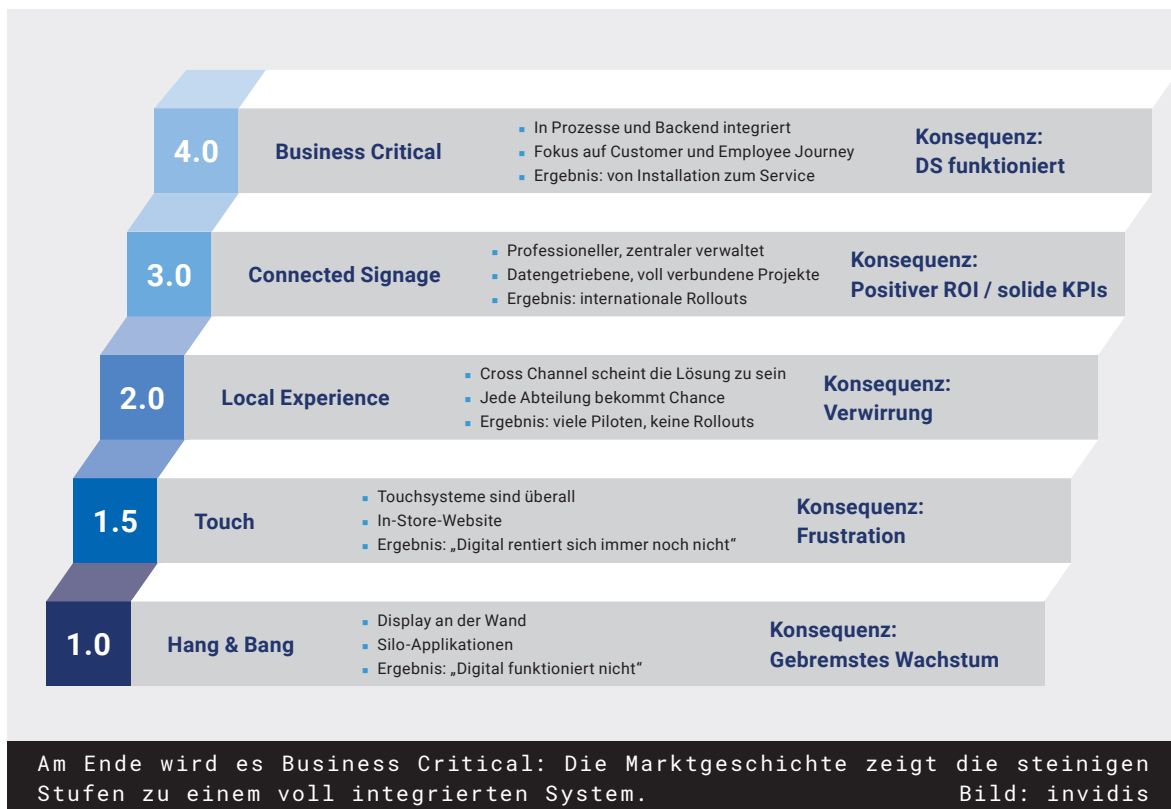 4.0
Business Critical
In Prozesse und Backend integriert
Fokus auf Customer und Employee Journey
Ergebnis: von Installation zum Service
Konsequenz:
DS funktioniert
3.0
Connected Signage
Professioneller, zentraler verwaltet
Datengetriebene, voll verbundene Projekte
Ergebnis: internationale Rollouts
Konsequenz:
Positiver ROI / solide KPIs
2.0
Local Experience
Cross Channel scheint die Lösung zu sein
Jede Abteilung bekommt Chance
Ergebnis: viele Piloten, keine Rollouts
Konsequenz:
Verwirrung
1.5
Touch
Touchsysteme sind überall
In-Store-Website
Ergebnis: „Digital rentiert sich immer noch nicht“
Konsequenz:
Frustration
1.0
Hang & Bang
Display an der Wand
Silo-Applikationen
Ergebnis: „Digital funktioniert nicht“
Konsequenz:
Gebremstes Wachstum
Am Ende wird es Business Critical: Die Marktgeschichte zeigt die steinigen
Stufen zu einem voll integrierten System. Bild: invidis